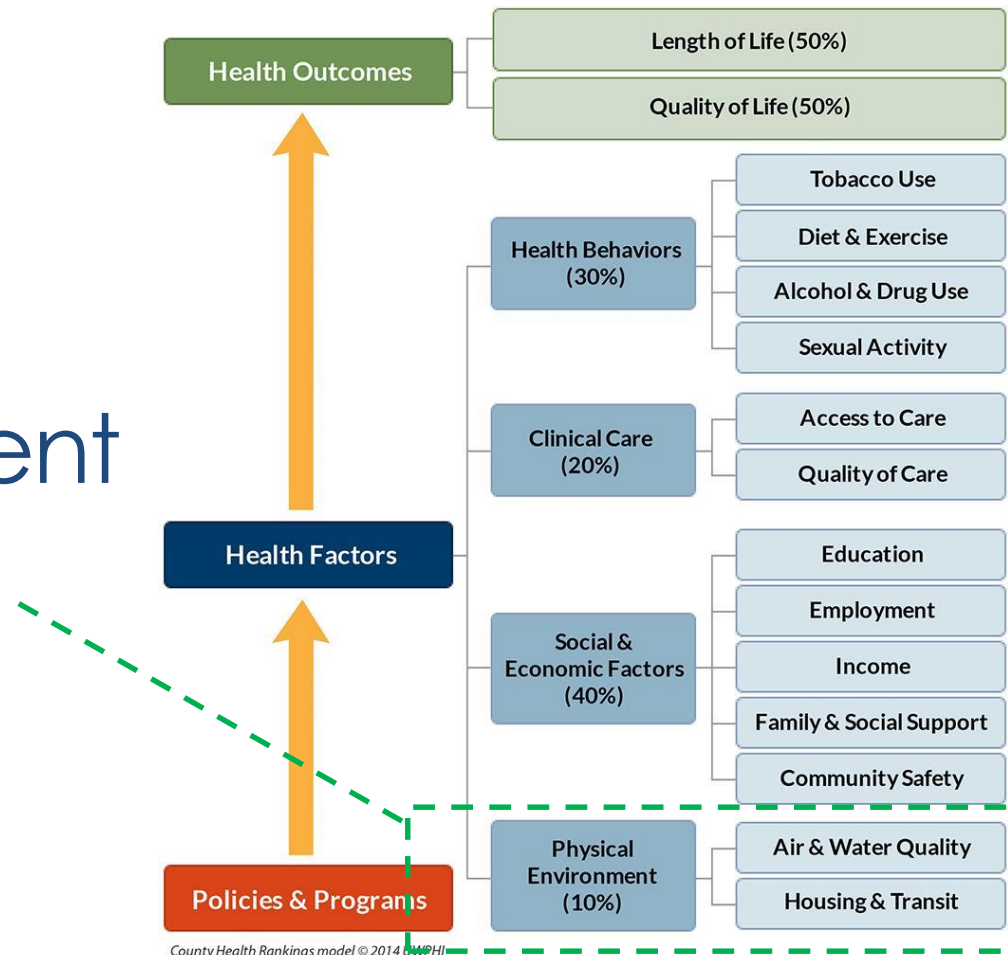 Health Outcomes
Length of Life (50%)
Quality of Life (50%)
Tobacco Use
Health Behaviors
(30%)
Diet & Exercise
Alcohol & Drug Use
Sexual Activity
ent
Clinical Care
(20%)
Access to Care
Quality of Care
Health Factors
Education
Employment
Social &
Economic Factors
(40%)
Income
Family & Social Support
Community Safety
Policies & Programs
Physical
Environment
(10%)
Air & Water Quality
Housing & Transit
County Health Rankings model © 2014 UWPHI